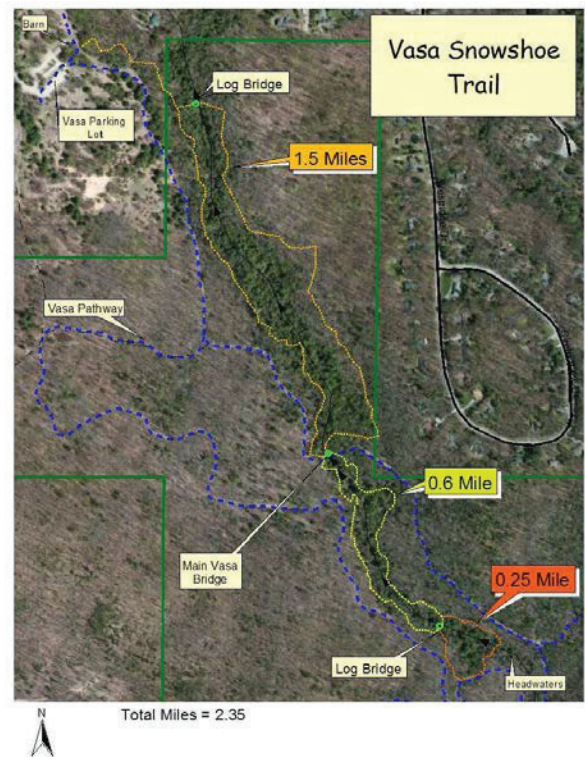 Barn
Vasa Snowshoe
Trail
Log Bridge
Vasa Parking
Lot
1.5 Miles
Vasa Pathway
0.6 Mile
Main Vasa
Bridge
0.25 Mile
Log Bridge
Headwaters
N
Total Miles = 2.35